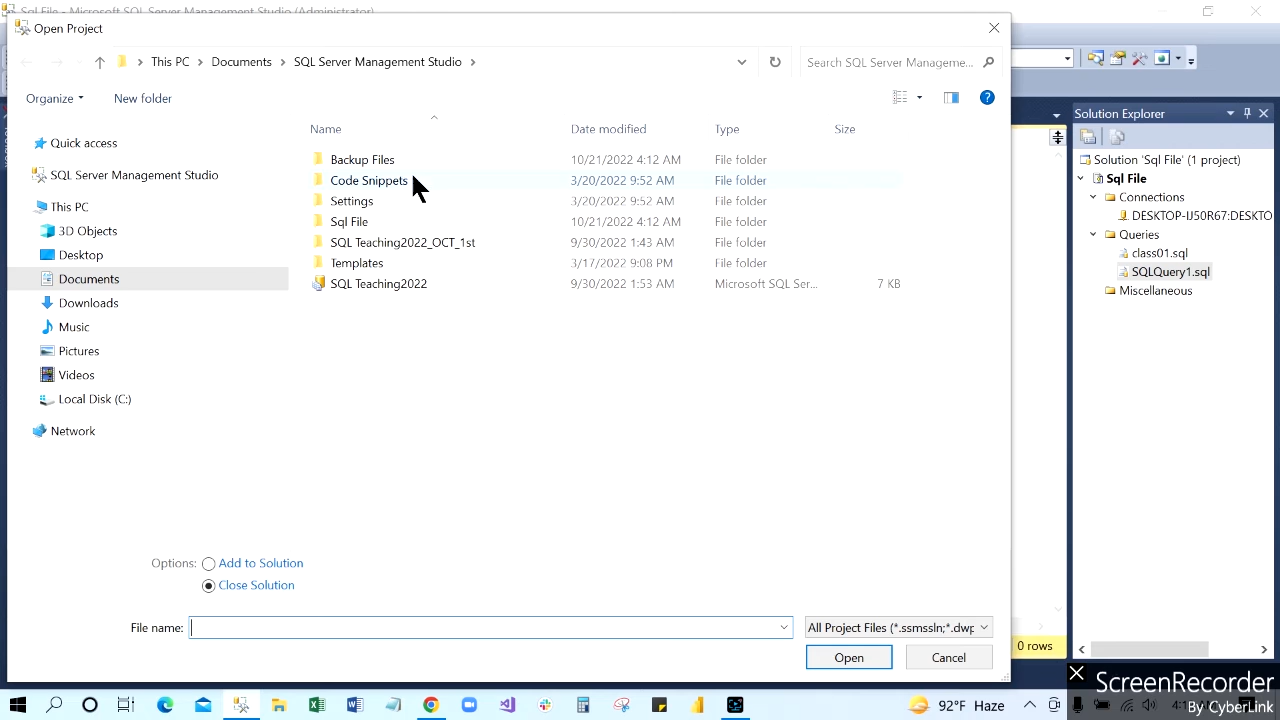 Sql File - Microsoft SQL Server Management Studio (Administrator)
Open Project
This PC > Documents > SQL Server Management Studio >
Search SQL Server Manageme...
Organize
New folder
Name
Date modified
Type
Size
Quick access
SQL Server Management Studio
This PC
3D Objects
Desktop
Documents
Downloads
Music
Pictures
Videos
Local Disk (C:)
Network
Backup Files 10/21/2022 4:12 AM File folder
Code Snippets 3/20/2022 9:52 AM File folder
Settings 3/20/2022 9:52 AM File folder
Sql File 10/21/2022 4:12 AM File folder
SQL Teaching2022_OCT_1st 9/30/2022 1:43 AM File folder
Templates 3/17/2022 9:08 PM File folder
SQL Teaching2022 9/30/2022 1:53 AM Microsoft SQL Ser... 7 KB
Options: Add to Solution
Close Solution
File name:
All Project Files (*.ssmssln;*.dwp
Open
Cancel
Solution Explorer
Solution 'Sql File' (1 project)
Sql File
Connections
DESKTOP-IJ50R67:DESKTO
Queries
class01.sql
SQLQuery1.sql
Miscellaneous
0 rows
ScreenRecorder
By CyberLink
92°F Haze